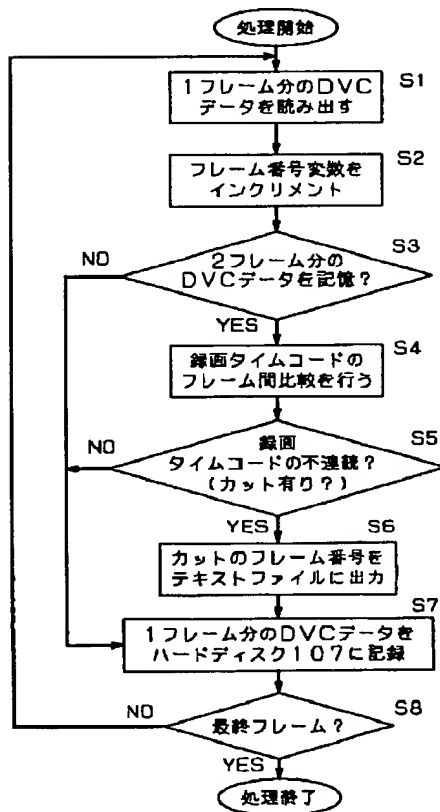 処理開始
S1
1フレーム分のDVC
データを読み出す
S2
フレーム番号変数を
インクリメント
S3
NO
2フレーム分の
DVCデータを記憶?
YES
S4
録画タイムコードの
フレーム間比較を行う
S5
NO
録画
タイムコードの不連続?
(カット有り?)
YES
S6
カットのフレーム番号を
テキストファイルに出力
S7
1フレーム分のDVCデータを
ハードディスク107に記録
NO
S8
最終フレーム?
YES
処理終了